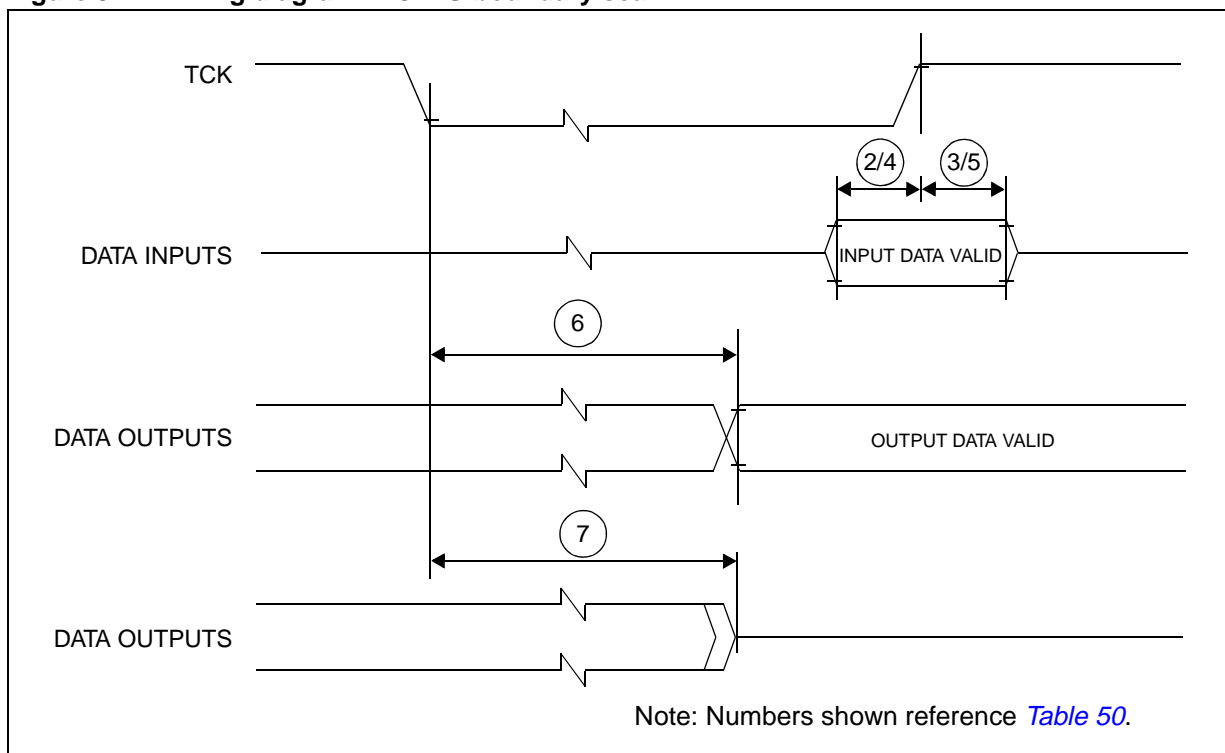 TCK
2/4
3/5
DATA INPUTS
INPUT DATA VALID
6
DATA OUTPUTS
OUTPUT DATA VALID
7
DATA OUTPUTS
Note: Numbers shown reference Table 50.